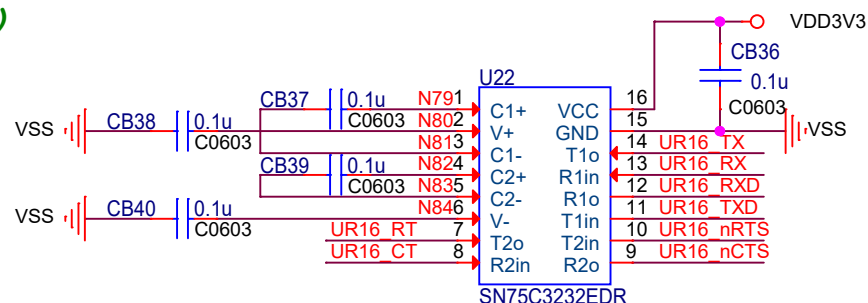 )
VDD3V3
CB36
0.1u
C0603
VSS
U22
CB37 0.1u N79 1 C1+ VCC 16
C0603
VSS CB38 0.1u N80 2 V+ GND 15
C0603
N81 3 C1- T1o 14 UR16_TX
CB39 0.1u N82 4 C2+ R1in 13 UR16_RX
C0603
N83 5 C2- R1o 12 UR16_RXD
VSS CB40 0.1u N84 6 V- T1in 11 UR16_TXD
C0603
UR16_RT 7 T2o T2in 10 UR16_nRTS
UR16_CT 8 R2in R2o 9 UR16_nCTS
SN75C3232EDR